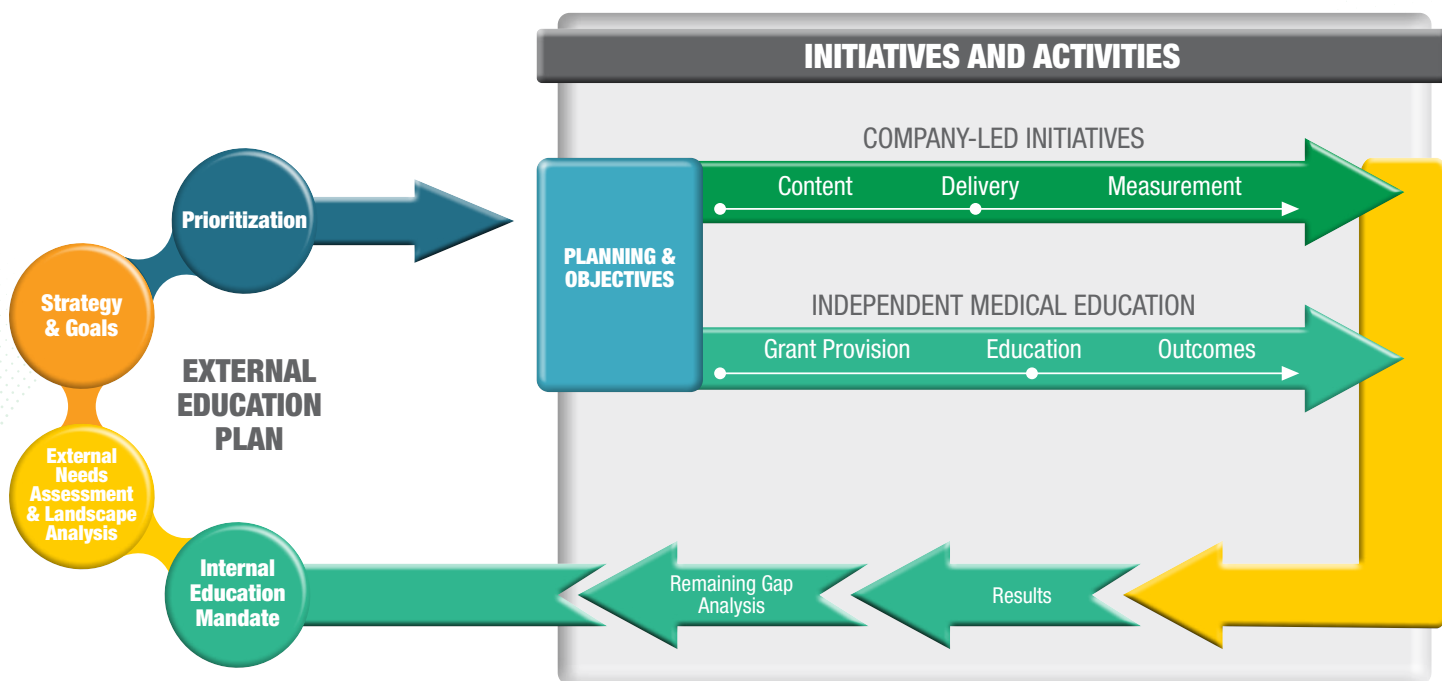 INITIATIVES AND ACTIVITIES
COMPANY-LED INITIATIVES
Content Delivery Measurement
Prioritization
PLANNING &
OBJECTIVES
Strategy
& Goals
INDEPENDENT MEDICAL EDUCATION
Grant Provision Education Outcomes
EXTERNAL
EDUCATION
PLAN
External
Needs
Assessment
& Landscape
Analysis
Internal
Education
Mandate
Remaining Gap
Analysis
Results